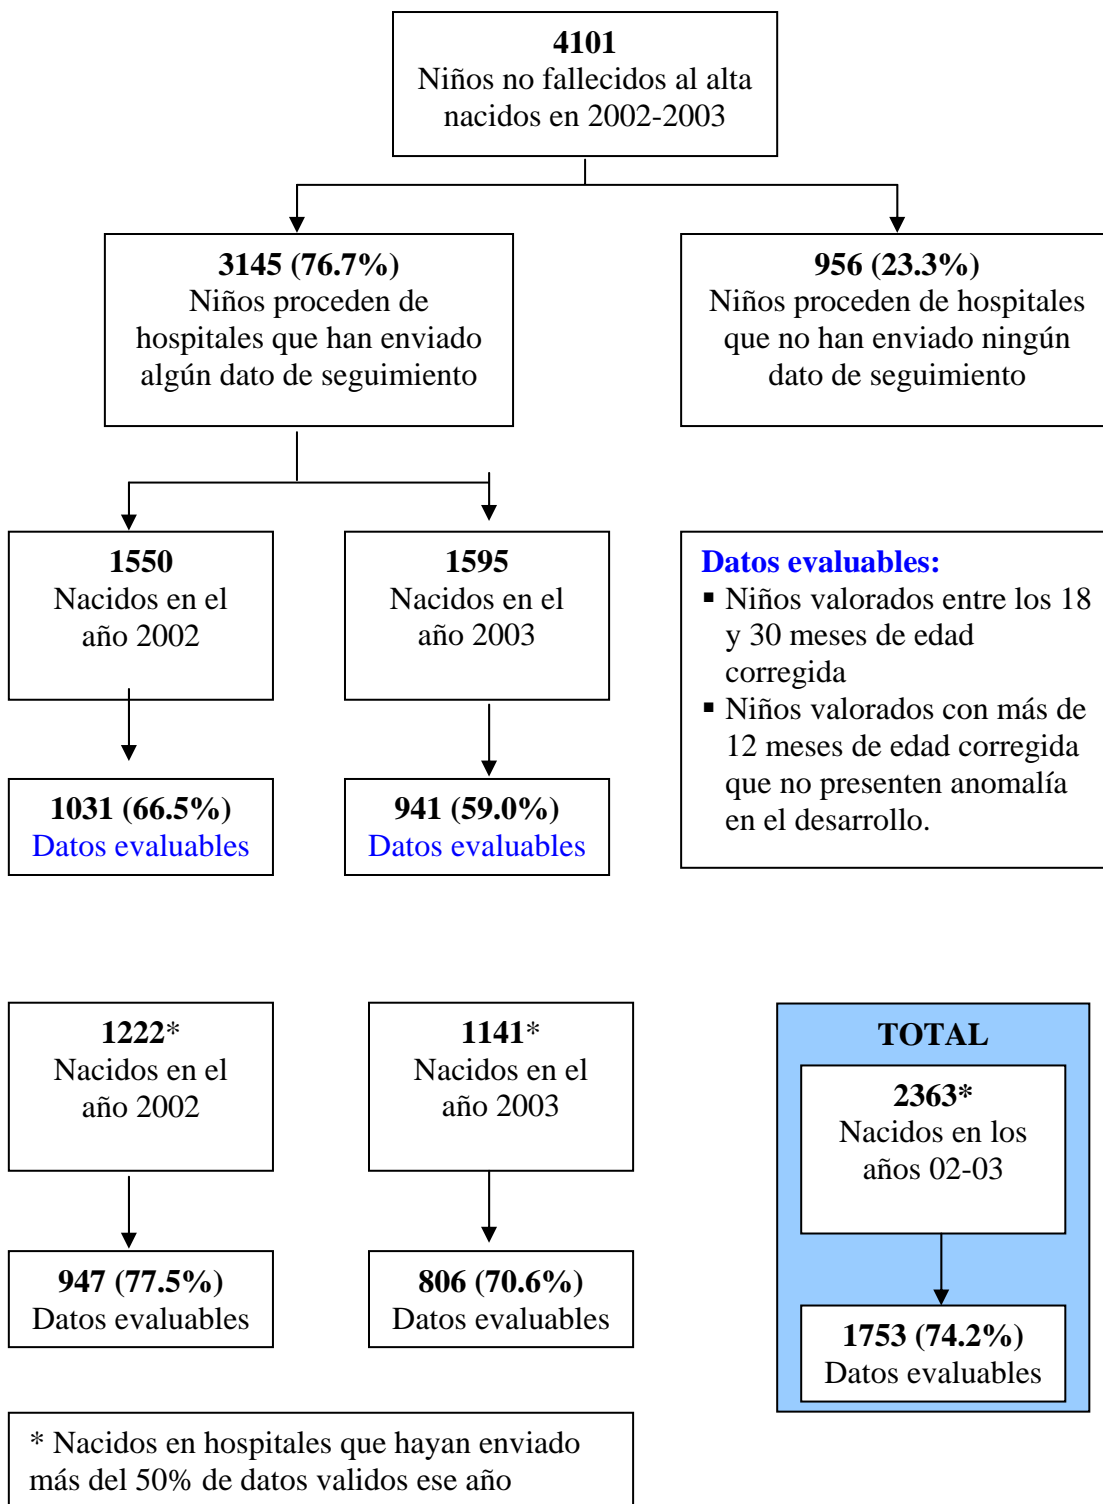 4101
Niños no fallecidos al alta
nacidos en 2002-2003
3145 (76.7%)
Niños proceden de
hospitales que han enviado
algún dato de seguimiento
956 (23.3%)
Niños proceden de hospitales
que no han enviado ningún
dato de seguimiento
1550
Nacidos en el
año 2002
1595
Nacidos en el
año 2003
Datos evaluables:
▪ Niños valorados entre los 18
y 30 meses de edad
corregida
▪ Niños valorados con más de
12 meses de edad corregida
que no presenten anomalía
en el desarrollo.
1031 (66.5%)
Datos evaluables
941 (59.0%)
Datos evaluables
1222*
Nacidos en el
año 2002
1141*
Nacidos en el
año 2003
TOTAL
2363*
Nacidos en los
años 02-03
947 (77.5%)
Datos evaluables
806 (70.6%)
Datos evaluables
1753 (74.2%)
Datos evaluables
* Nacidos en hospitales que hayan enviado
más del 50% de datos validos ese año